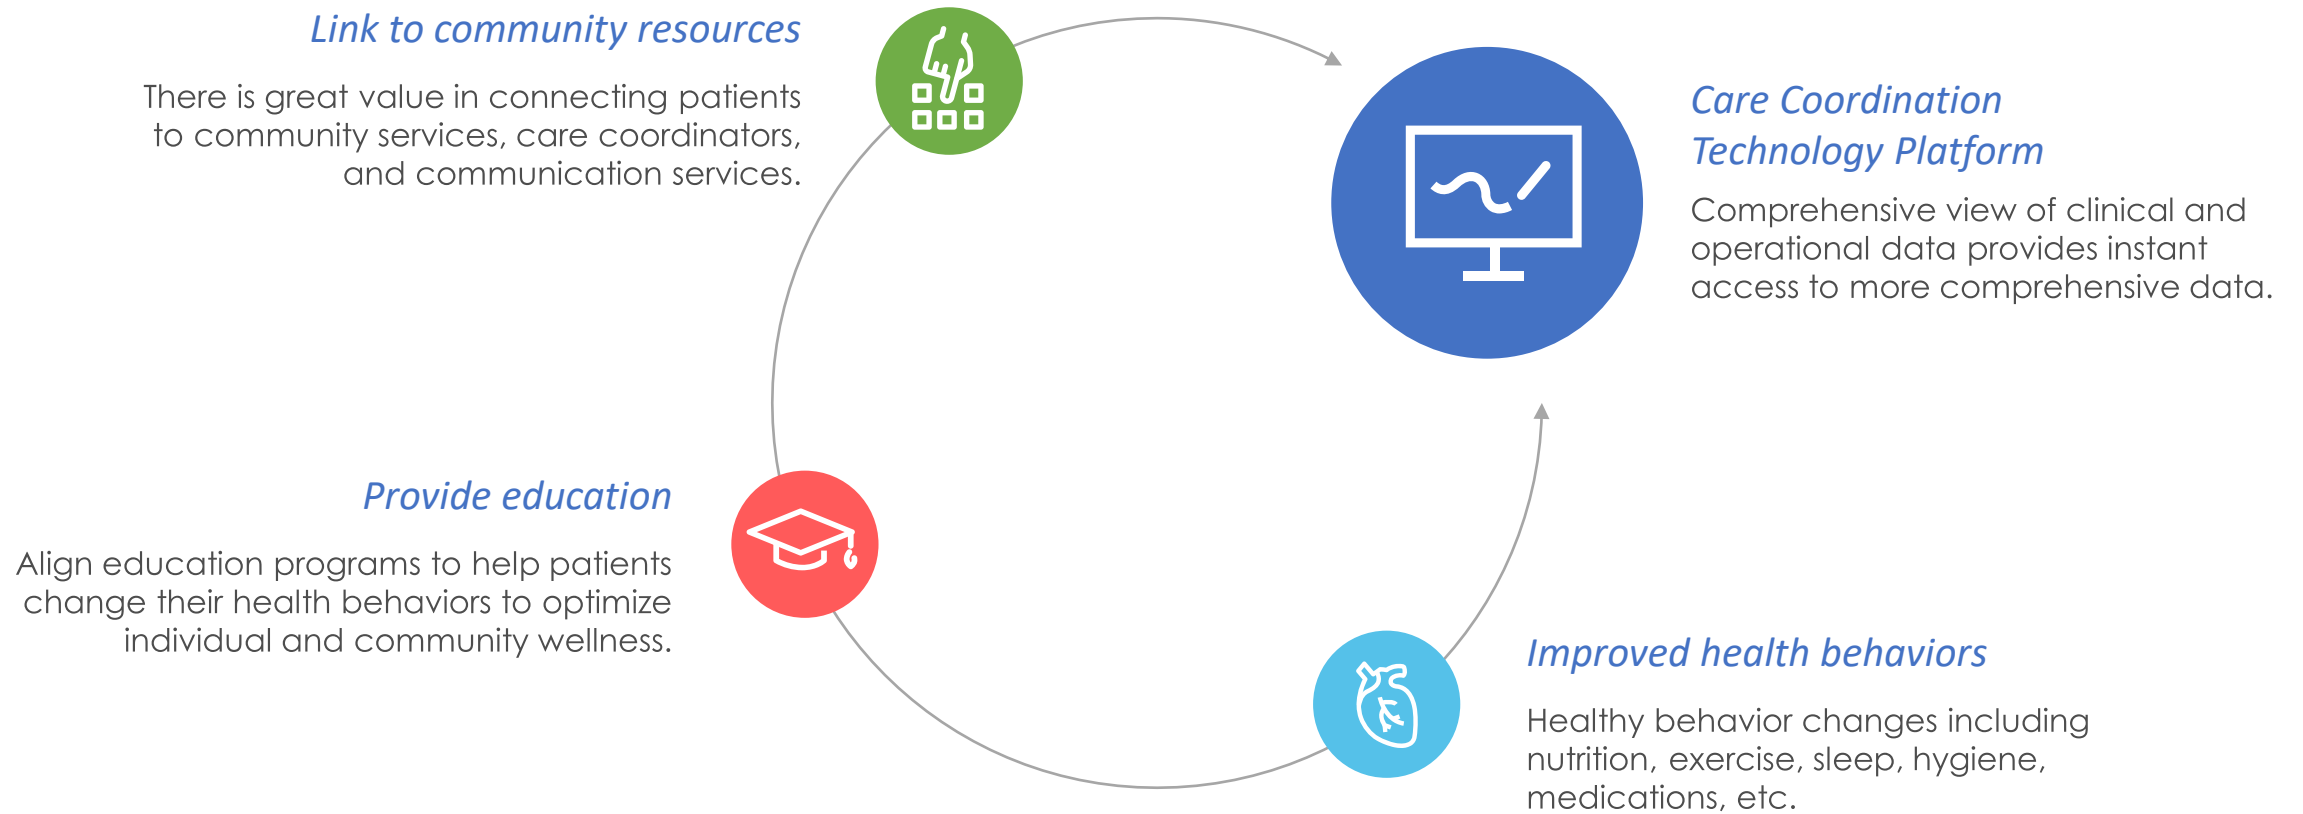 Link to community resources
There is great value in connecting patients
to community services, care coordinators,
and communication services.
Care Coordination
Technology Platform
Comprehensive view of clinical and
operational data provides instant
access to more comprehensive data.
Provide education
Align education programs to help patients
change their health behaviors to optimize
individual and community wellness.
Improved health behaviors
Healthy behavior changes including
nutrition, exercise, sleep, hygiene,
medications, etc.